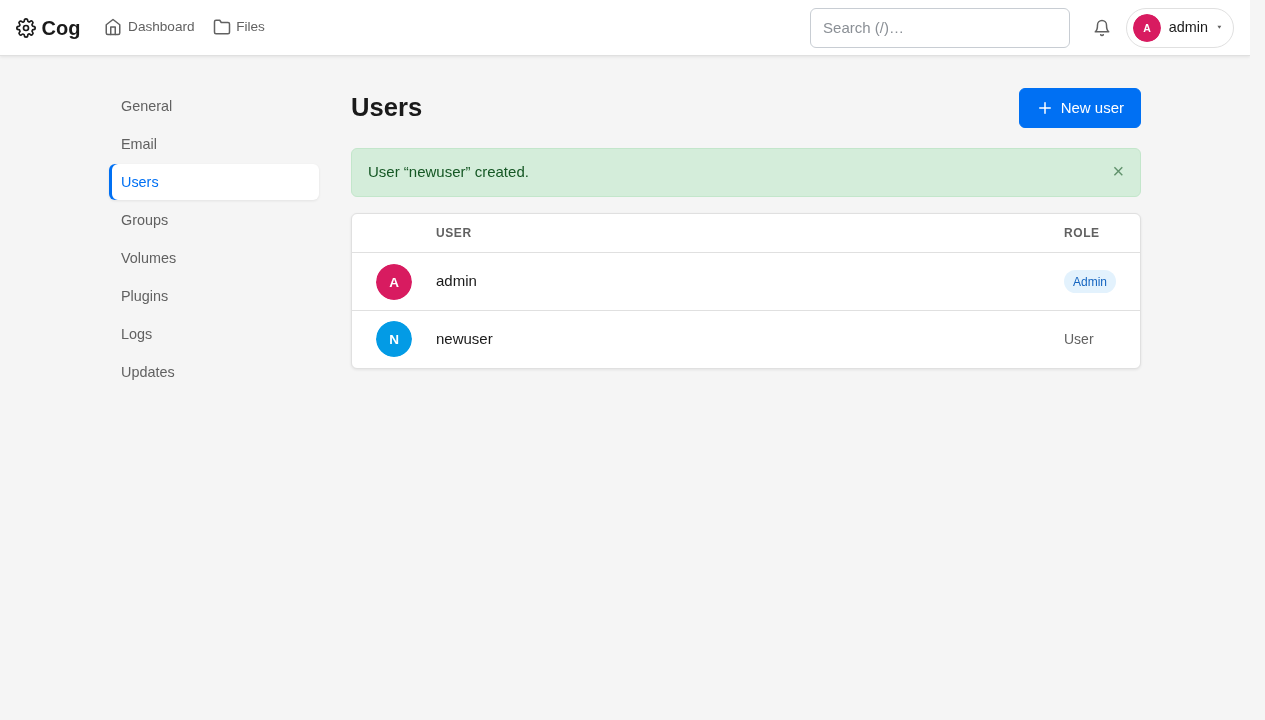 Cog
Dashboard
Files
Search (/)…
A
admin
General
Email
Users
Groups
Volumes
Plugins
Logs
Updates
Users
New user
User “newuser” created.
USER ROLE
A admin Admin
N newuser User